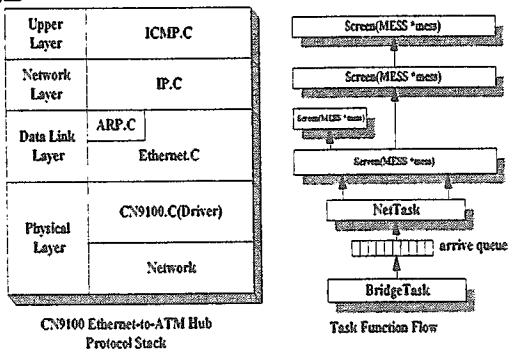 Upper
Layer
ICMP.C
Network
Layer
IP.C
Data Link
Layer
ARP.C
Ethernet.C
Physical
Layer
CN9100.C(Driver)
Network
CN9100 Ethernet-to-ATM Hub
Protocol Stack
Screen(MESS *mess)
Screen(MESS *mess)
Screen(MESS *mess)
Screen(MESS *mess)
NetTask
arrive queue
BridgeTask
Task Function Flow